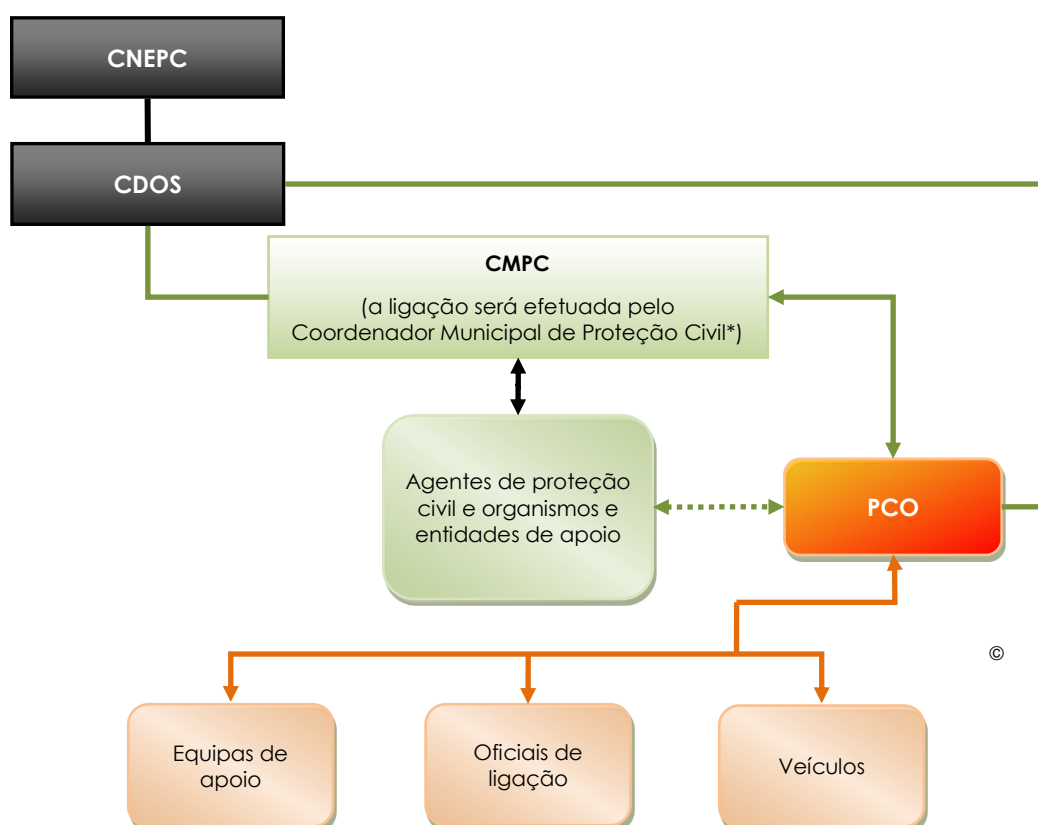 CNEPC
CDOS
CMPC
(a ligação será efetuada pelo
Coordenador Municipal de Proteção Civil*)
Agentes de proteção
civil e organismos e
entidades de apoio
PCO
©
Equipas de
apoio
Oficiais de
ligação
Veículos